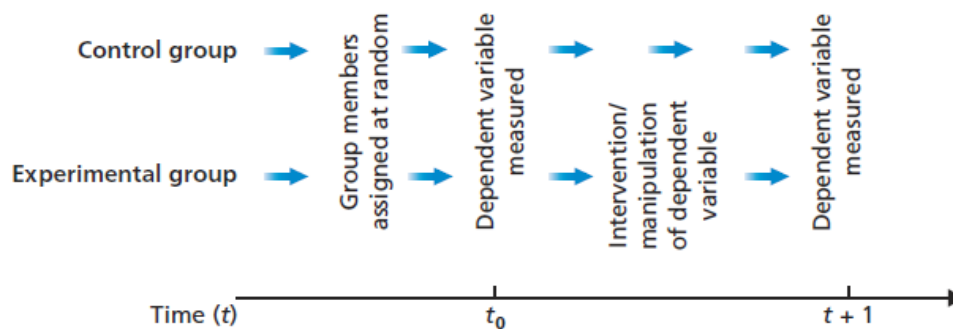 Control group
Experimental group
Group members
assigned at random
Dependent variable
measured
Intervention/
manipulation
of dependent
variable
Dependent variable
measured
Time (t)
t0
t + 1